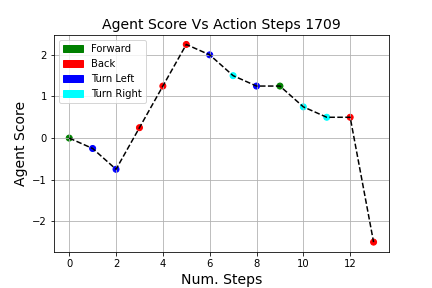 Agent Score Vs Action Steps 1709
Forward
Back
Turn Left
Turn Right
Agent Score
2
1
0
−1
−2
0 2 4 6 8 10 12
Num. Steps